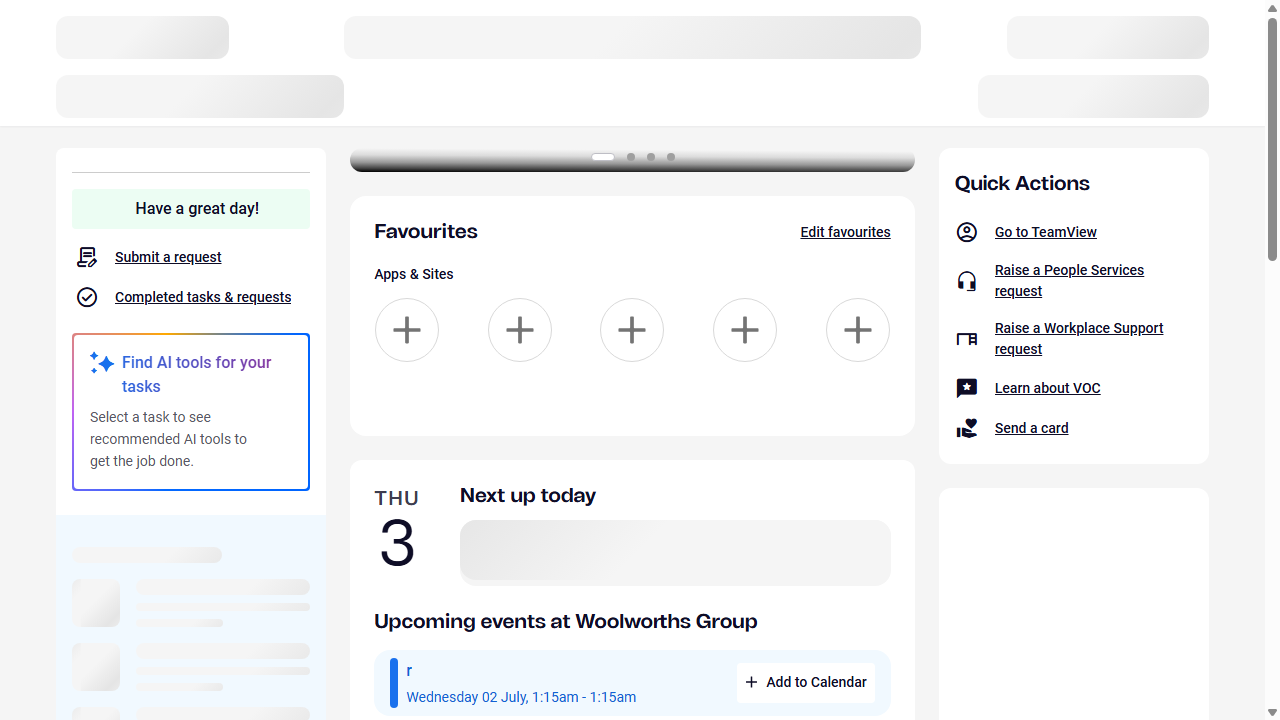 Have a great day!
Submit a request
Completed tasks & requests
Find AI tools for your
tasks
Select a task to see
recommended AI tools to
get the job done.
Favourites
Edit favourites
Apps & Sites
THU
3
Next up today
Upcoming events at Woolworths Group
r
Wednesday 02 July, 1:15am - 1:15am
Add to Calendar
Quick Actions
Go to TeamView
Raise a People Services
request
Raise a Workplace Support
request
Learn about VOC
Send a card